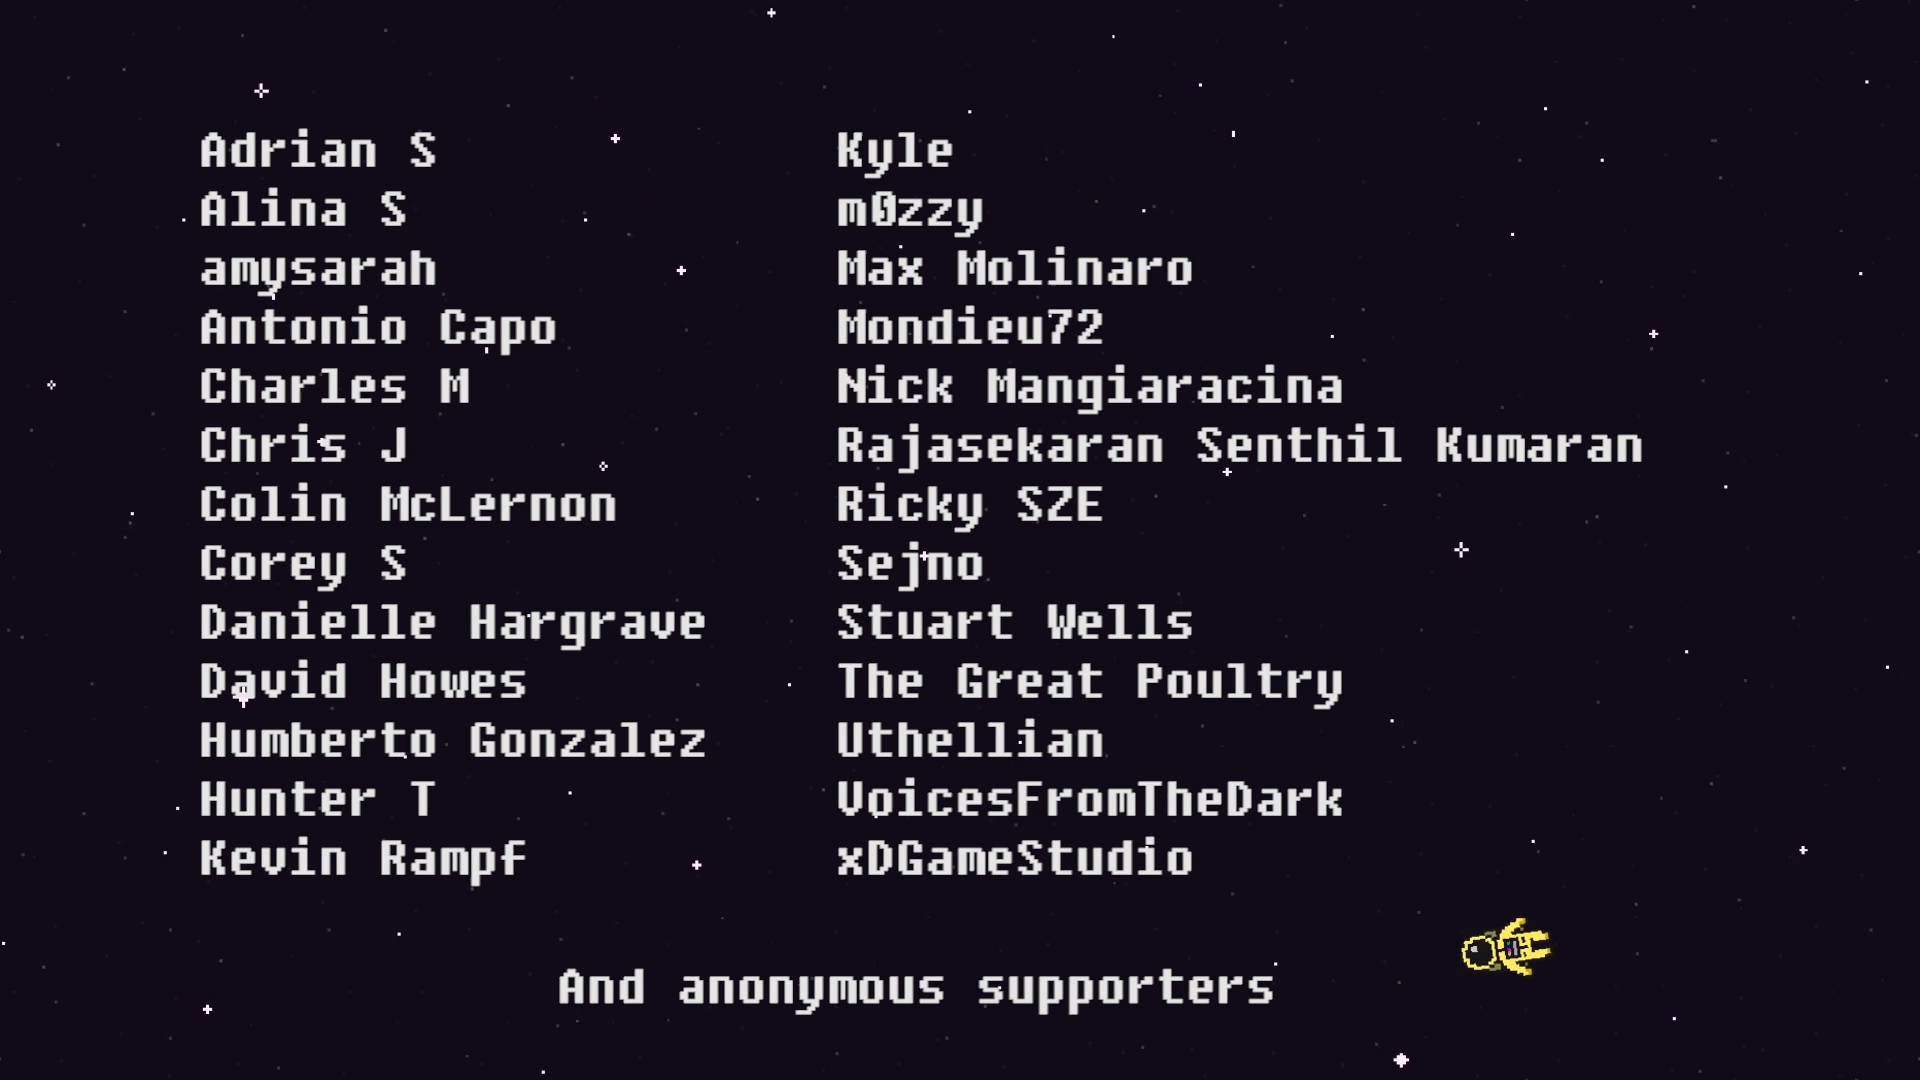 Adrian S
Alina S
amysarah
Antonio Capo
Charles M
Chris J
Colin McLernon
Corey S
Danielle Hargrave
David Howes
Humberto Gonzalez
Hunter T
Kevin Rampf
Kyle
m0zzy
Max Molinaro
Mondieu72
Nick Mangiaracina
Rajasekaran Senthil Kumaran
Ricky SZE
Sejno
Stuart Wells
The Great Poultry
Uthellian
VoicesFromTheDark
xDGameStudio
And anonymous supporters